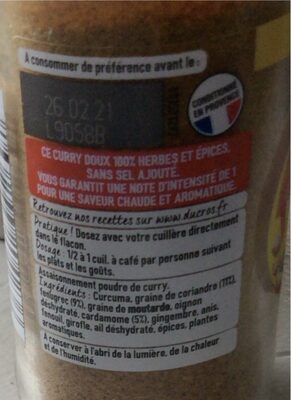 À consommer de préférence avant le :
26 02 21
L9058B
CONDITIONNÉ
EN PROVENCE
CE CURRY DOUX 100% HERBES ET ÉPICES,
SANS SEL AJOUTÉ,
VOUS GARANTIT UNE NOTE D'INTENSITÉ DE 1
POUR UNE SAVEUR CHAUDE ET AROMATIQUE.
Retrouvez nos recettes sur www.ducros.fr
Pratique ! Dosez avec votre cuillère directement
dans le flacon.
Dosage : 1/2 à 1 cuil. à café par personne suivant
les plats et les goûts.
Assaisonnement poudre de curry.
Ingrédients : Curcuma, graine de coriandre (11%),
fenugrec (9%), graine de moutarde, oignon
déshydraté, cardamome (5%), gingembre, anis,
fenouil, girofle, ail déshydraté, épices, plantes
aromatiques.
A conserver à l'abri de la lumière, de la chaleur
et de l'humidité.